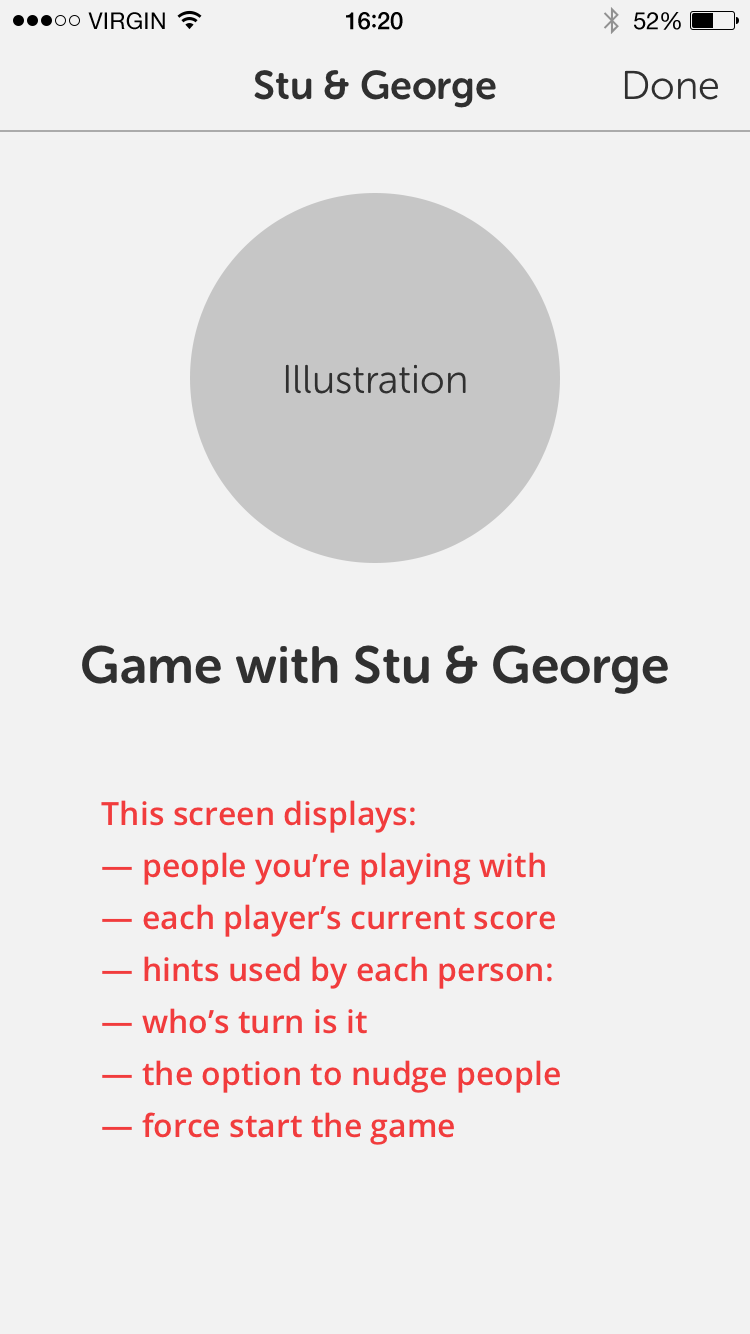 VIRGIN 16:20 52%
Stu & George Done
Illustration
Game with Stu & George
This screen displays:
— people you’re playing with
— each player’s current score
— hints used by each person:
— who’s turn is it
— the option to nudge people
— force start the game